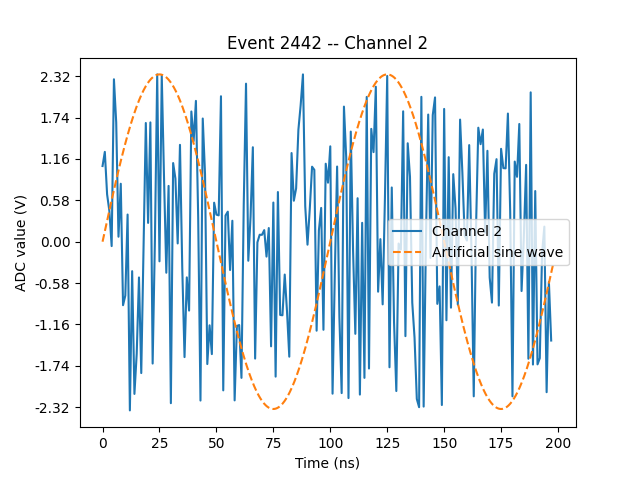 Event 2442 -- Channel 2
ADC value (V)
2.32
1.74
1.16
0.58
0.00
-0.58
-1.16
-1.74
-2.32
Channel 2
Artificial sine wave
0 25 50 75 100 125 150 175 200
Time (ns)